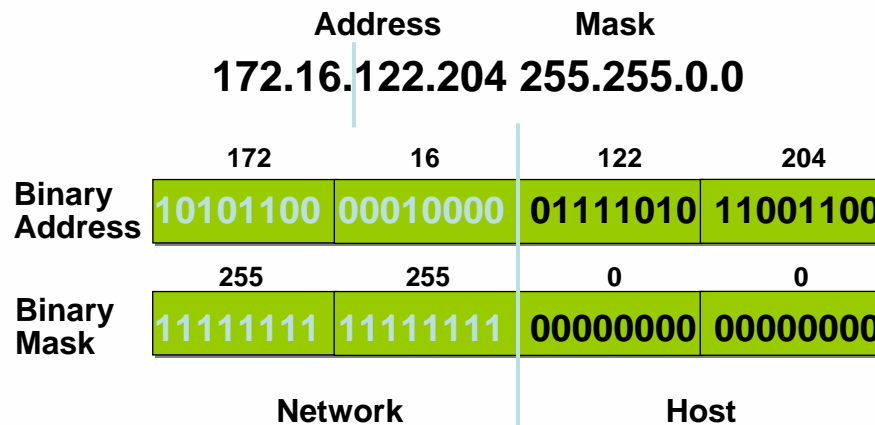 Address Mask
172.16.122.204 255.255.0.0
172 16 122 204
Binary Address 10101100 00010000 01111010 11001100
255 255 0 0
Binary Mask 11111111 11111111 00000000 00000000
Network Host